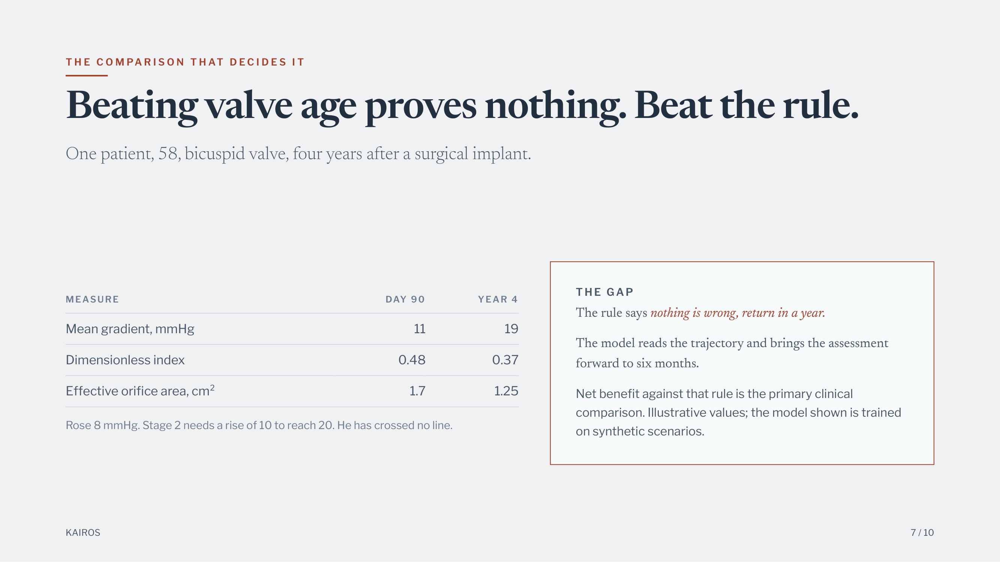 THE COMPARISON THAT DECIDES IT
Beating valve age proves nothing. Beat the rule.
One patient, 58, bicuspid valve, four years after a surgical implant.
MEASURE DAY 90 YEAR 4
Mean gradient, mmHg 11 19
Dimensionless index 0.48 0.37
Effective orifice area, cm² 1.7 1.25
Rose 8 mmHg. Stage 2 needs a rise of 10 to reach 20. He has crossed no line.
THE GAP
The rule says nothing is wrong, return in a year.
The model reads the trajectory and brings the assessment
forward to six months.
Net benefit against that rule is the primary clinical
comparison. Illustrative values; the model shown is trained
on synthetic scenarios.
KAIROS
7 / 10